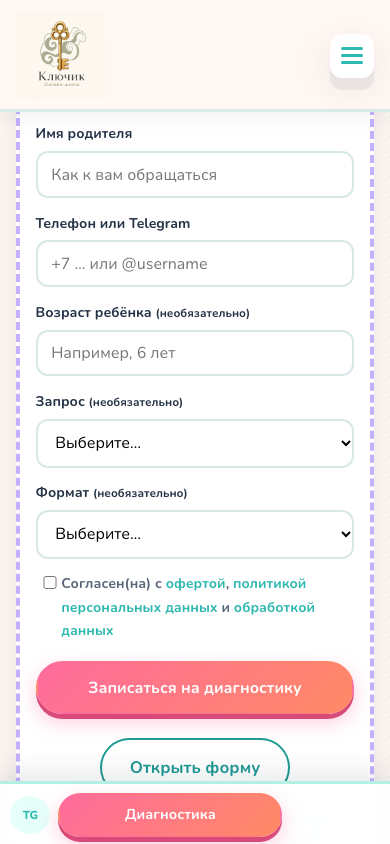 Ключик
Онлайн-школа
Имя родителя
Как к вам обращаться
Телефон или Telegram
+7 ... или @username
Возраст ребёнка (необязательно)
Например, 6 лет
Запрос (необязательно)
Выберите...
Формат (необязательно)
Выберите...
Согласен(на) с офертой, политикой
персональных данных и обработкой
данных
Записаться на диагностику
Открыть форму
TG
Диагностика